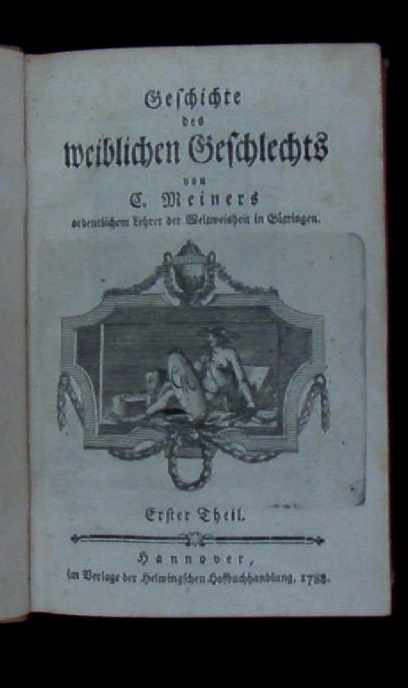 Geschichte
des
weiblichen Geschlechts
von
C. Meiners
ordentlichem Lehrer der Weltweisheit in Göttingen.
Erster Theil.
Hannover,
im Verlage der Helwingschen Hofbuchhandlung, 1788.